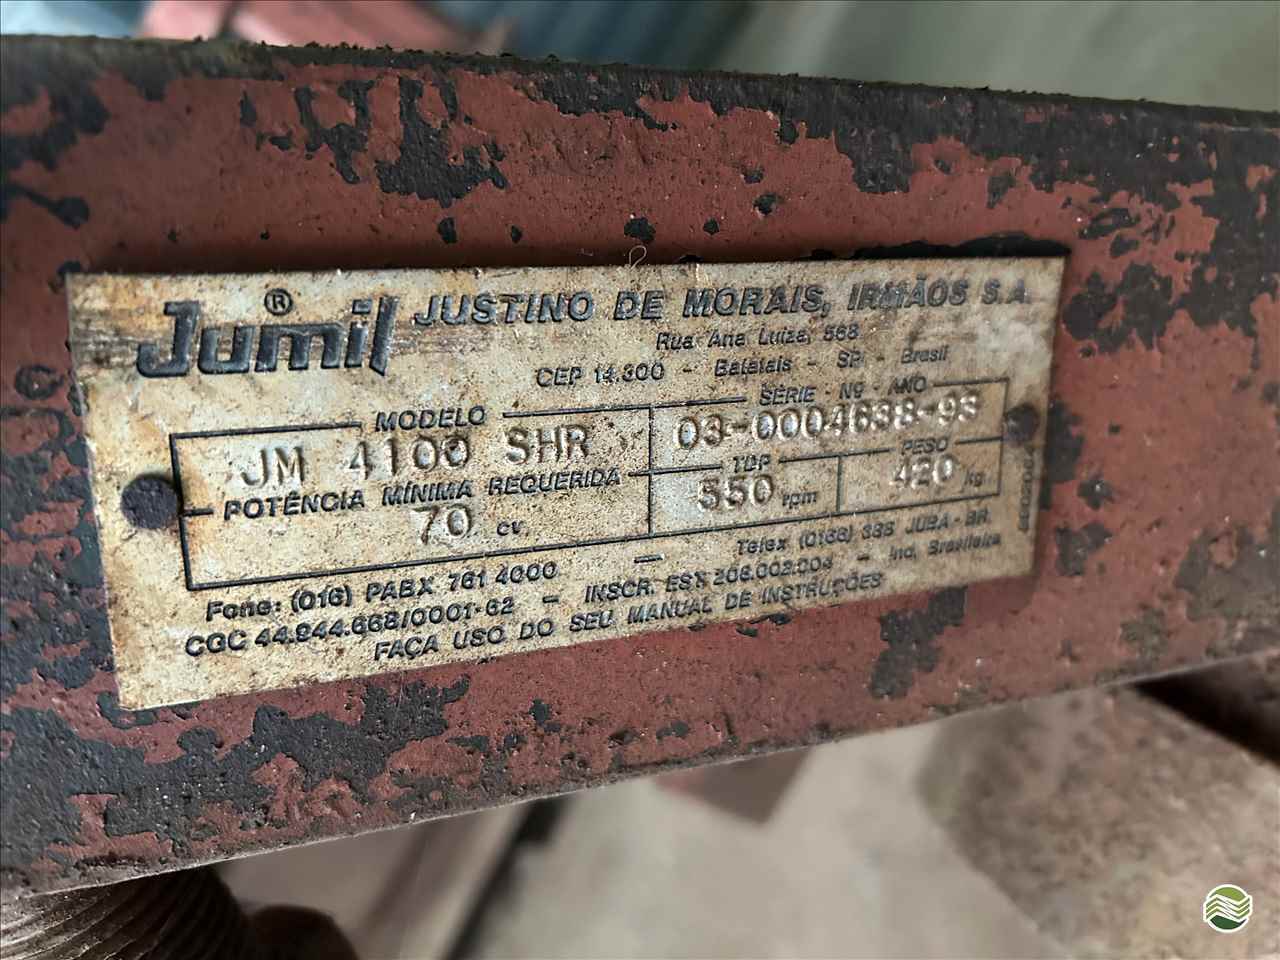 Jumil ® JUSTINO DE MORAIS, IRMÃOS S.A.
Rua Ana Luiza, 568
CEP 14.300 - Batatais - SP - Brasil
MODELO
SÉRIE - Nº - ANO
JM 4100 SHR
03-0004638-93
POTÊNCIA MÍNIMA REQUERIDA
TDP
PESO
70 cv
550 rpm
420 kg
Fone: (016) PABX 761 4000 - Telex (0166) 388 JUBA-BR.
CGC 44.944.668/0001-62 - INSCR. EST. 208.002.004 - Ind. Brasileira
FAÇA USO DO SEU MANUAL DE INSTRUÇÕES